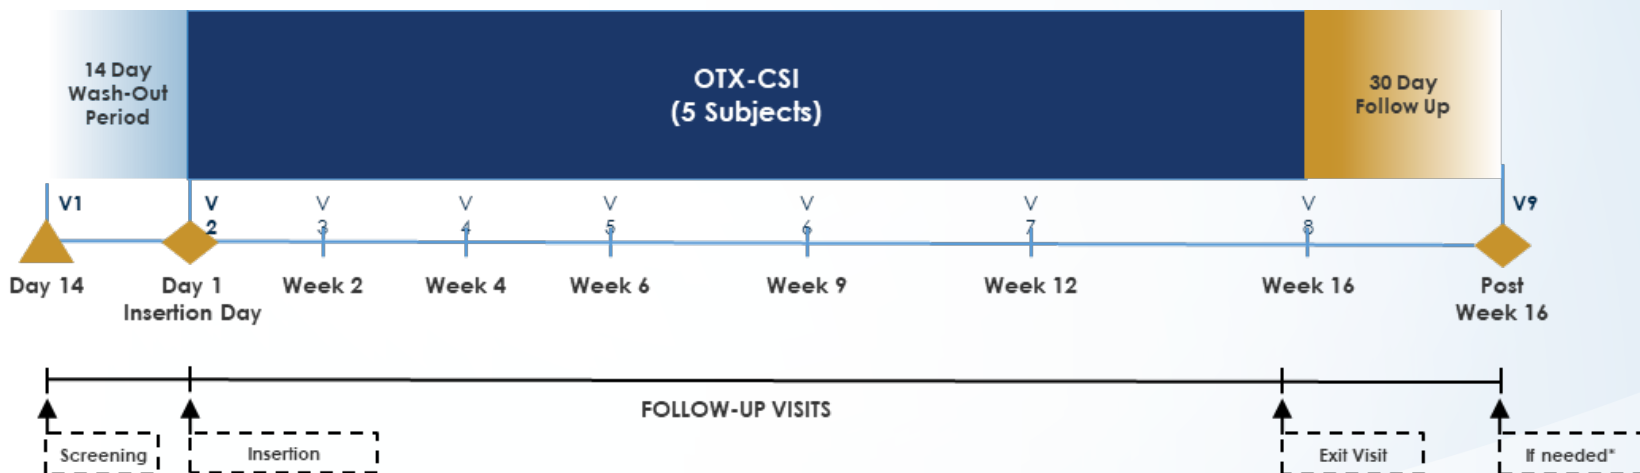 14 Day
Wash-Out
Period
OTX-CSI
(5 Subjects)
30 Day
Follow Up
V1
V
2
V
3
V
4
V
5
V
6
V
7
V
8
V9
Day 14
Day 1
Insertion Day
Week 2
Week 4
Week 6
Week 9
Week 12
Week 16
Post
Week 16
FOLLOW-UP VISITS
Screening
Insertion
Exit Visit
If needed*